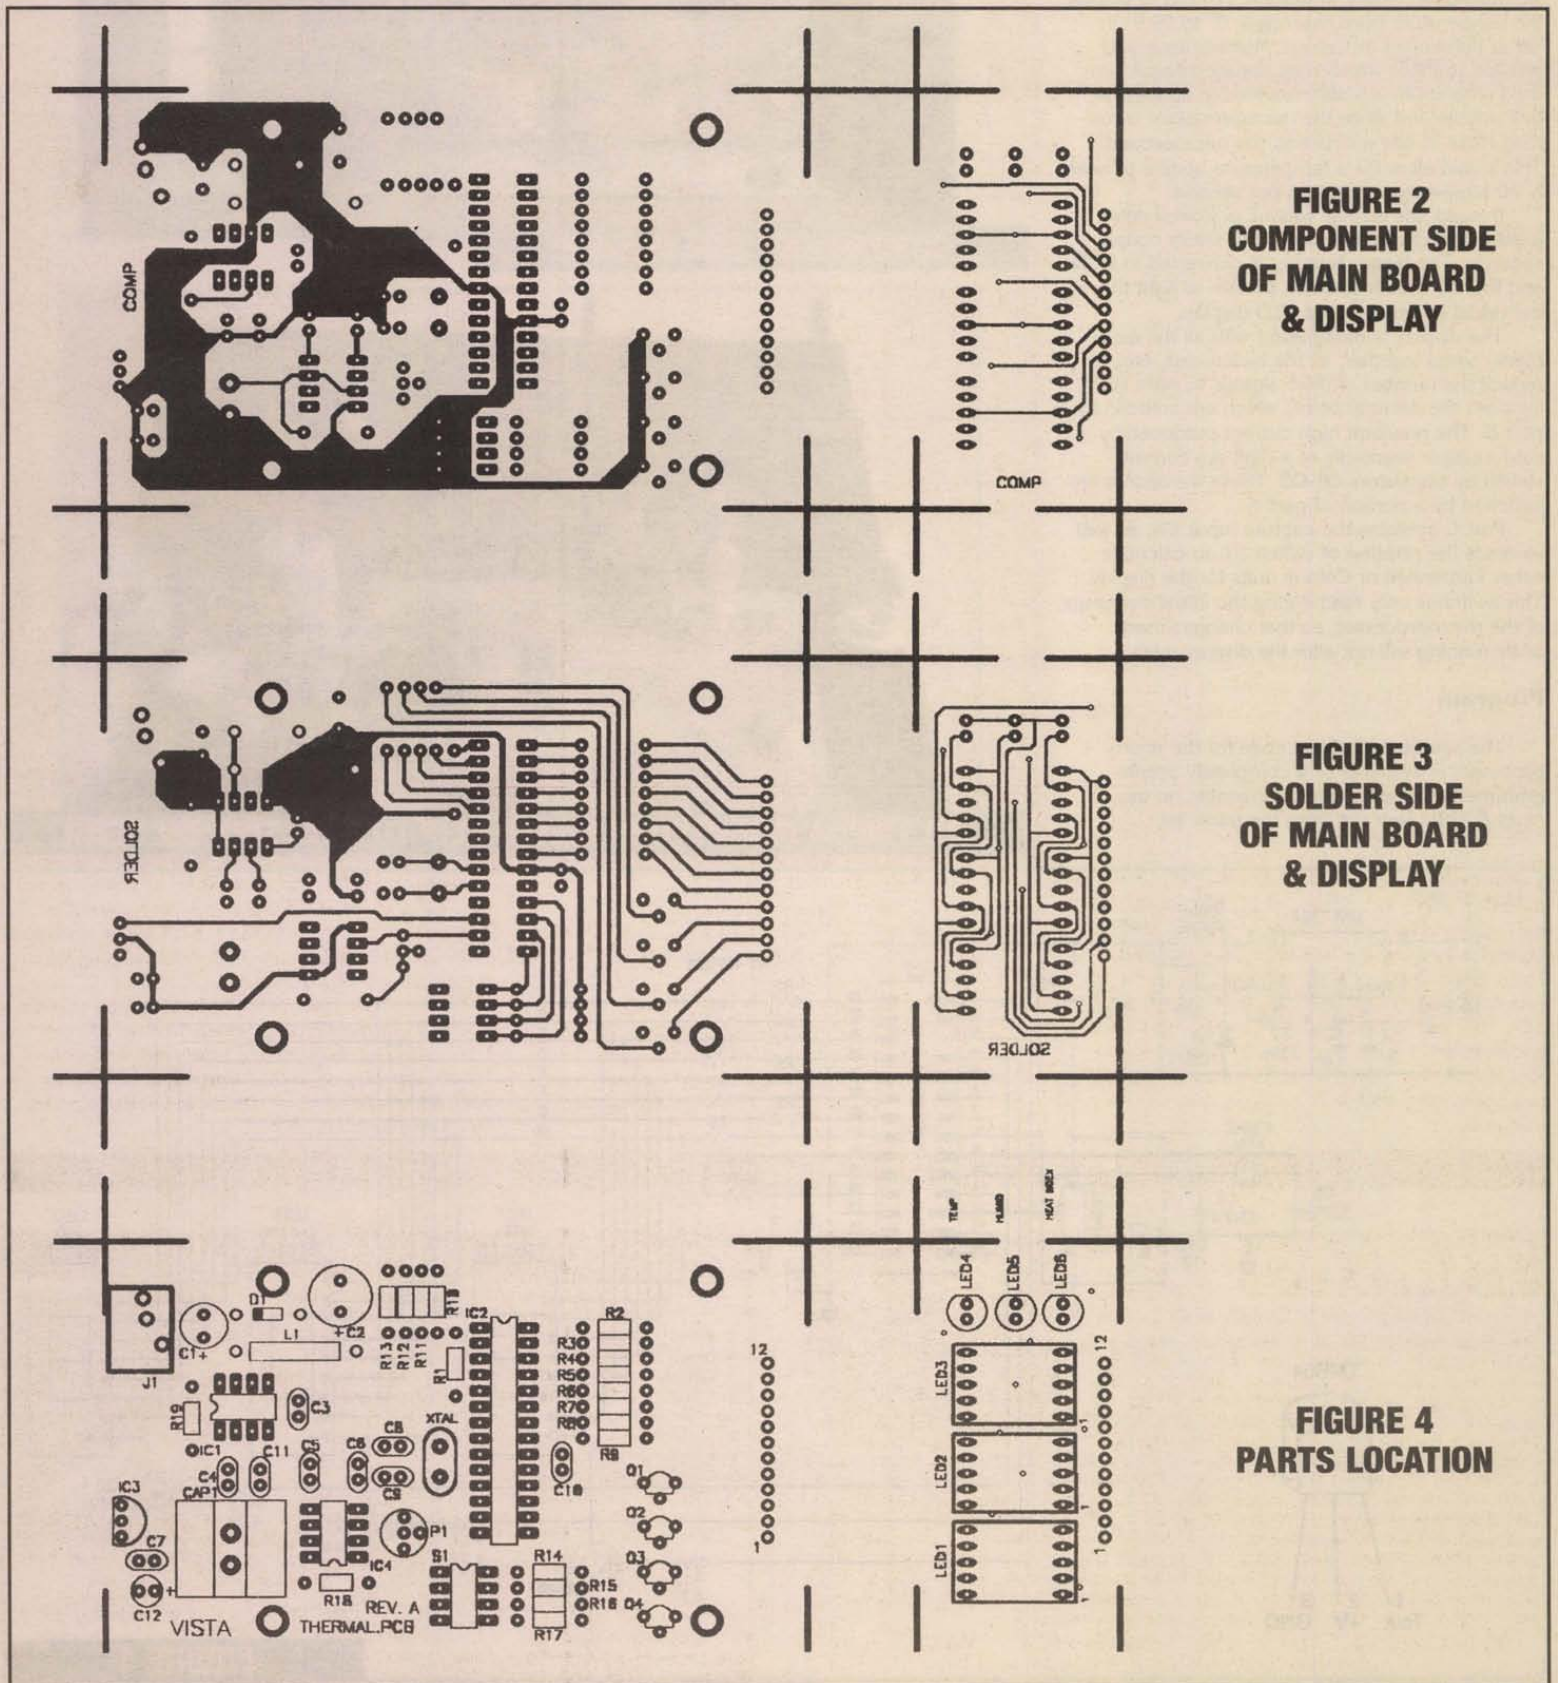 FIGURE 2
COMPONENT SIDE
OF MAIN BOARD
& DISPLAY
COMP
COMP
FIGURE 3
SOLDER SIDE
OF MAIN BOARD
& DISPLAY
SOLDER
SOLDER
TEMP
HUMID
HEAT INDEX
LED4
LED5
LED6
D1
C1+
L1
+C2
J1
R13
R12
R11
R1
IC2
R2
R3
R4
R5
R6
R7
R8
R9
12
12
LED3
R19
C3
XTAL
IC1
C11
C5
C6
C8
C4
C9
C10
CAP1
Q1
LED2
1
Q2
P1
C7
IC4
S1
R14
Q3
1
1
LED1
R15
R16
Q4
1
C12
+
R18
REV. A
R17
VISTA
THERMAL.PCB
FIGURE 4
PARTS LOCATION